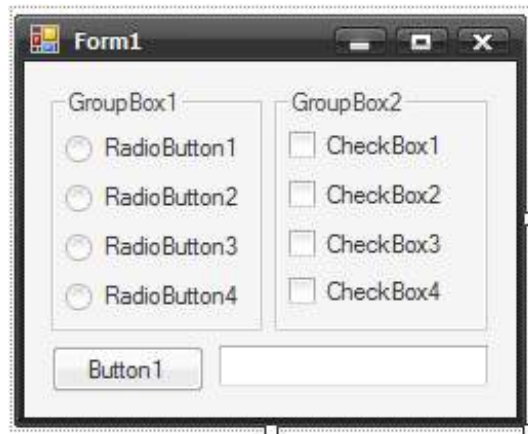 Form1
GroupBox1
RadioButton1
RadioButton2
RadioButton3
RadioButton4
GroupBox2
CheckBox1
CheckBox2
CheckBox3
CheckBox4
Button1